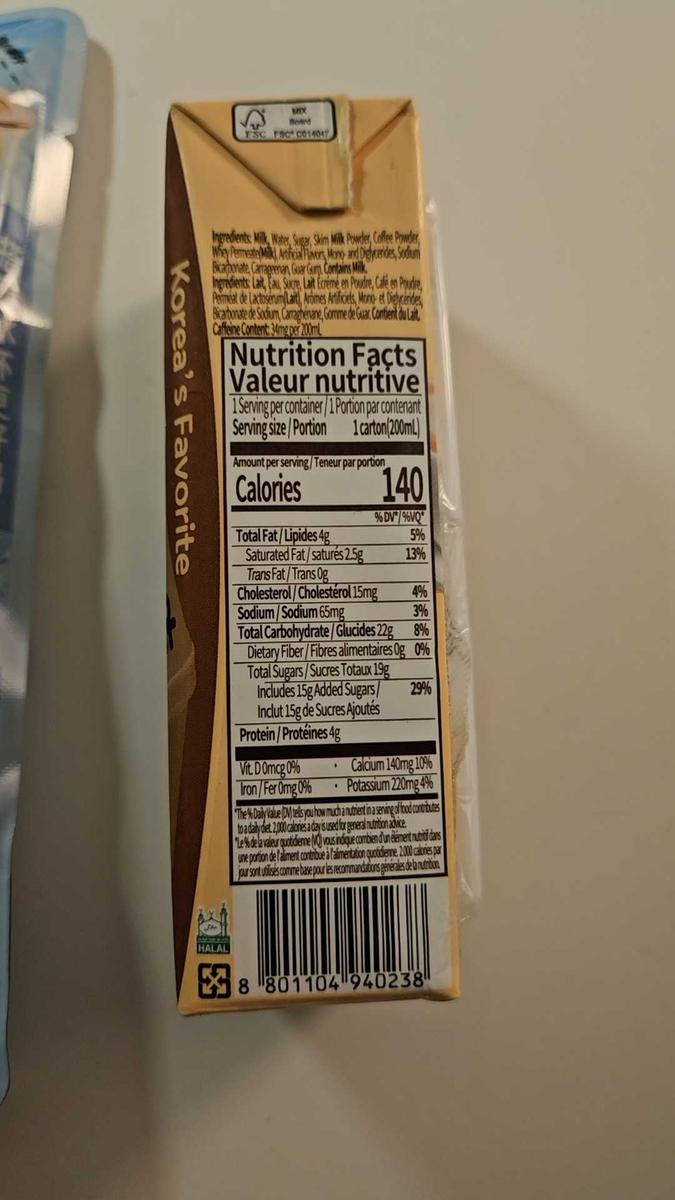 MIX
Board
FSC FSC® C014047
Ingredients: Milk, Water, Sugar, Skim Milk Powder, Coffee Powder,
Whey Permeate(Milk), Artificial Flavors, Mono- and Diglycerides, Sodium
Bicarbonate, Carrageenan, Guar Gum. Contains Milk.
Ingredients: Lait, Eau, Sucre, Lait Écrémé en Poudre, Café en Poudre,
Perméat de Lactosérum(Lait), Arômes Artificiels, Mono- et Diglycérides,
Bicarbonate de Sodium, Carraghénane, Gomme de Guar. Contient du Lait.
Caffeine Content: 34mg per 200mL
Korea's Favorite
Nutrition Facts
Valeur nutritive
1 Serving per container / 1 Portion par contenant
Serving size / Portion 1 carton(200mL)
Amount per serving / Teneur par portion
Calories 140
% DV*/%VQ*
Total Fat / Lipides 4g 5%
Saturated Fat / saturés 2.5g 13%
Trans Fat / Trans 0g
Cholesterol / Cholestérol 15mg 4%
Sodium / Sodium 65mg 3%
Total Carbohydrate / Glucides 22g 8%
Dietary Fiber / Fibres alimentaires 0g 0%
Total Sugars / Sucres Totaux 19g
Includes 15g Added Sugars / 29%
Inclut 15g de Sucres Ajoutés
Protein / Protéines 4g
Vit. D 0mcg 0% • Calcium 140mg 10%
Iron / Fer 0mg 0% • Potassium 220mg 4%
*The % Daily Value (DV) tells you how much a nutrient in a serving of food contributes
to a daily diet. 2,000 calories a day is used for general nutrition advice.
*Le % de la valeur quotidienne (VQ) vous indique combien d'un élément nutritif dans
une portion de l'aliment contribue à l'alimentation quotidienne. 2.000 calories par
jour sont utilisés comme base pour les recommandations générales de la nutrition.
HALAL
8 801104 940238